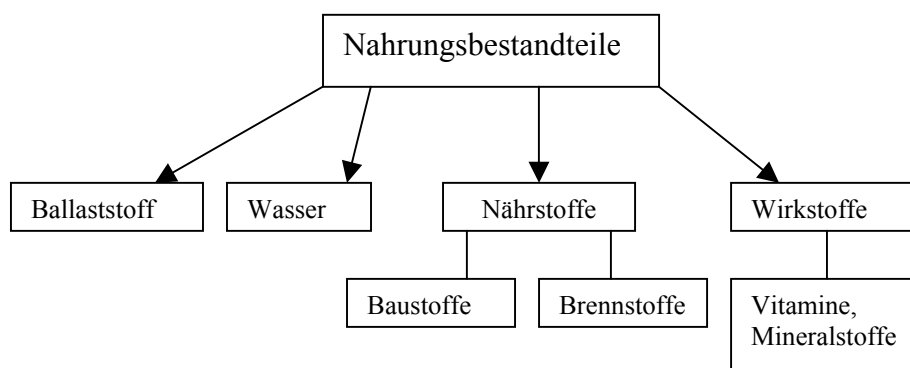 Nahrungsbestandteile
Ballaststoff
Wasser
Nährstoffe
Wirkstoffe
Baustoffe
Brennstoffe
Vitamine,
Mineralstoffe